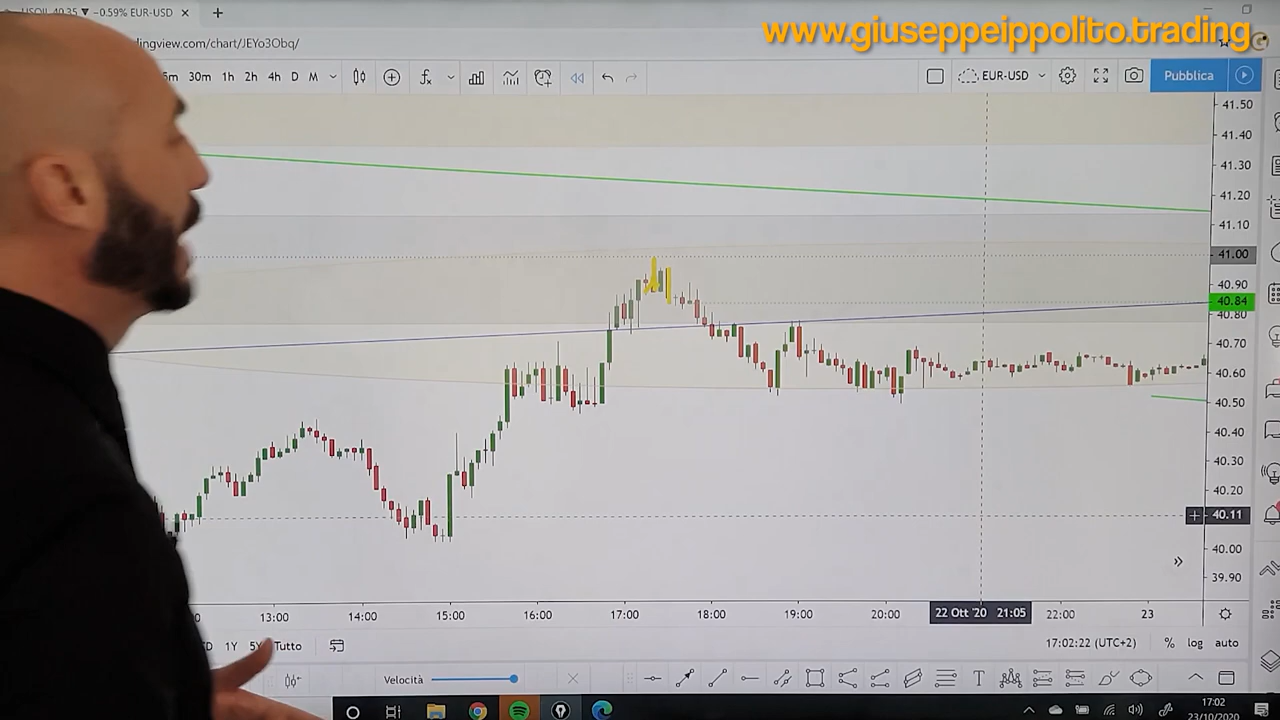 USOIL 40.35 ▼ −0.59% EUR-USD
www.giuseppeippolito.trading
dingview.com/chart/JEYo3Obq/
5m 30m 1h 2h 4h D M
EUR-USD
Pubblica
41.50
41.40
41.30
41.20
41.10
41.00
40.90
40.84
40.80
40.70
40.60
40.50
40.40
40.30
40.20
40.11
40.00
39.90
13:00 14:00 15:00 16:00 17:00 18:00 19:00 20:00 22 Ott '20 21:05 22:00 23
1Y 5Y Tutto
17:02:22 (UTC+2) % log auto
Velocità
17:02
23/10/2020